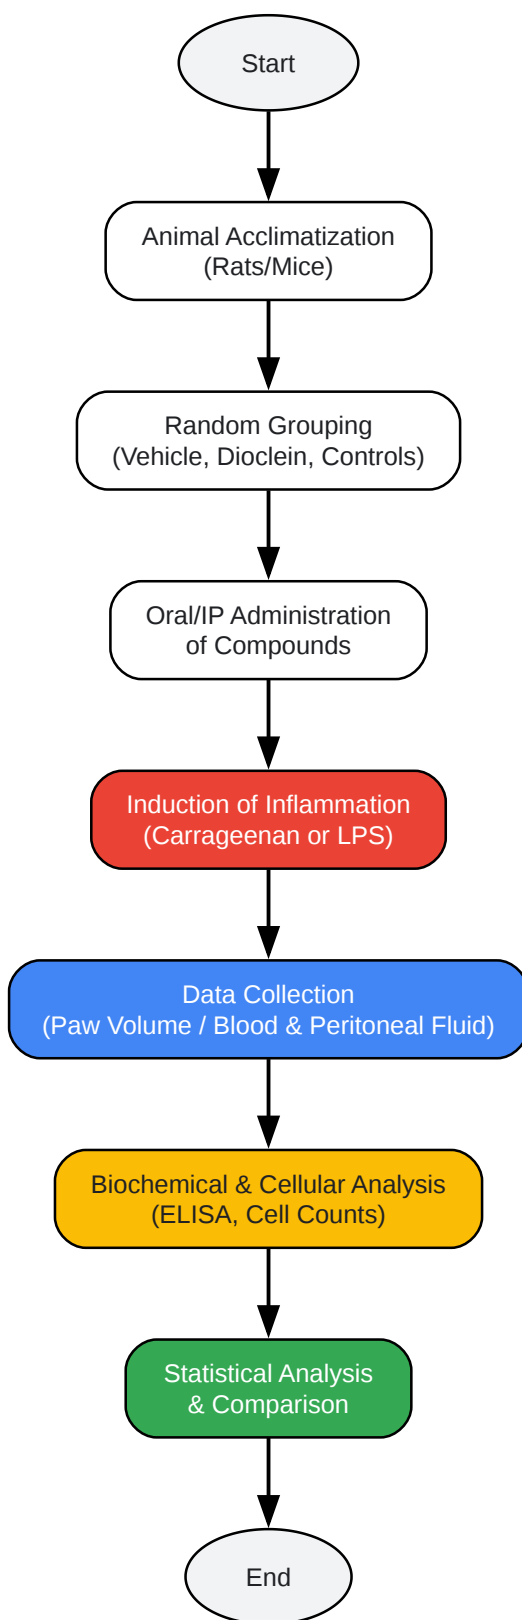 Start
Animal Acclimatization
(Rats/Mice)
Random Grouping
(Vehicle, Dioclein, Controls)
Oral/IP Administration
of Compounds
Induction of Inflammation
(Carrageenan or LPS)
Data Collection
(Paw Volume / Blood & Peritoneal Fluid)
Biochemical & Cellular Analysis
(ELISA, Cell Counts)
Statistical Analysis
& Comparison
End